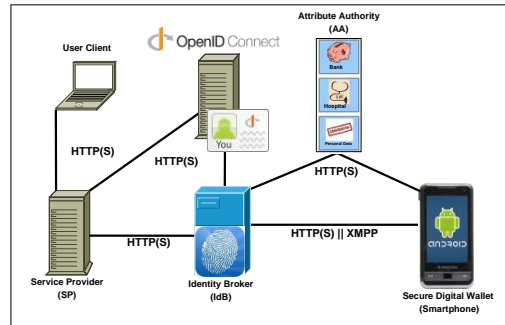 Attribute Authority
(AA)
User Client
OpenID Connect
Bank
Hospital
Personal Data
You
HTTP(S)
HTTP(S)
HTTP(S)
HTTP(S)
HTTP(S)
HTTP(S) || XMPP
ANDROID
Service Provider
(SP)
Identity Broker
(IdB)
Secure Digital Wallet
(Smartphone)